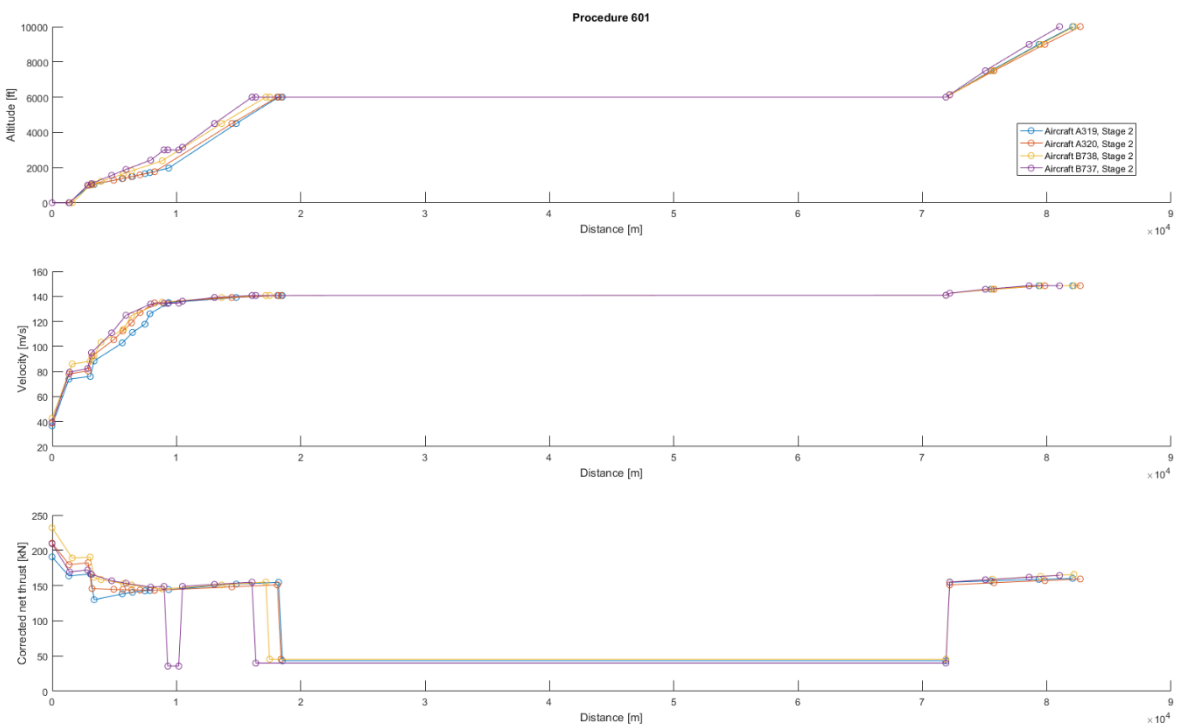 Procedure 601
10000
8000
6000
4000
2000
0
Altitude [ft]
0 1 2 3 4 5 6 7 8 9
Distance [m]
×10^4
Aircraft A319, Stage 2
Aircraft A320, Stage 2
Aircraft B738, Stage 2
Aircraft B737, Stage 2
160
140
120
100
80
60
40
20
Velocity [m/s]
0 1 2 3 4 5 6 7 8 9
Distance [m]
×10^4
250
200
150
100
50
0
Corrected net thrust [kN]
0 1 2 3 4 5 6 7 8 9
Distance [m]
×10^4